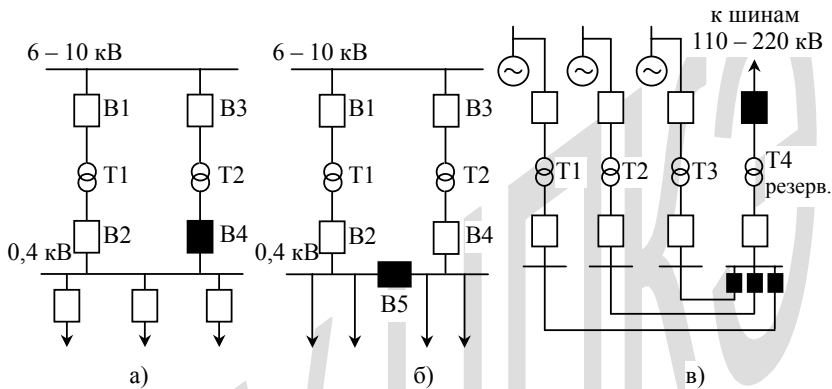 6 – 10 кВ
В1
В3
Т1
Т2
В2
В4
0,4 кВ
а)
6 – 10 кВ
В1
В3
Т1
Т2
В2
В4
0,4 кВ
В5
б)
к шинам
110 – 220 кВ
Т1
Т2
Т3
Т4
резерв.
в)